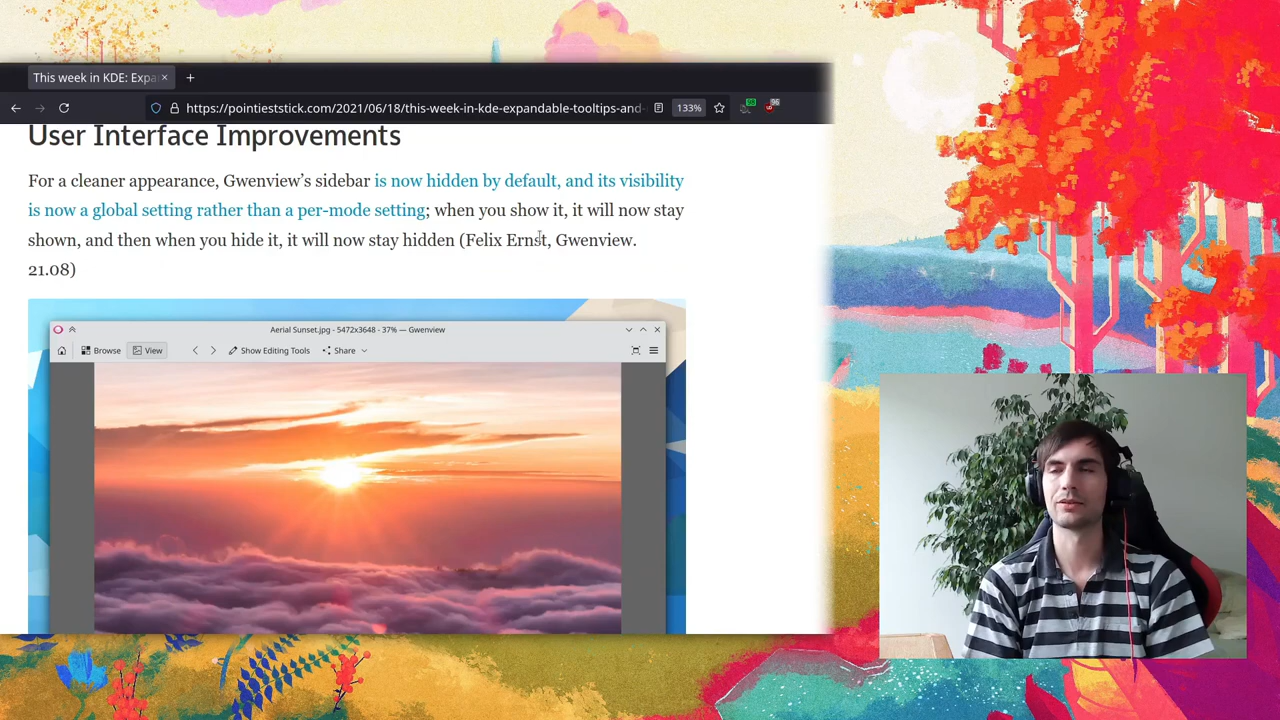 This week in KDE: Expa
https://pointieststick.com/2021/06/18/this-week-in-kde-expandable-tooltips-and-
133%
User Interface Improvements
For a cleaner appearance, Gwenview’s sidebar is now hidden by default, and its visibility
is now a global setting rather than a per-mode setting; when you show it, it will now stay
shown, and then when you hide it, it will now stay hidden (Felix Ernst, Gwenview.
21.08)
Aerial Sunset.jpg - 5472x3648 - 37% — Gwenview
Browse View Show Editing Tools Share